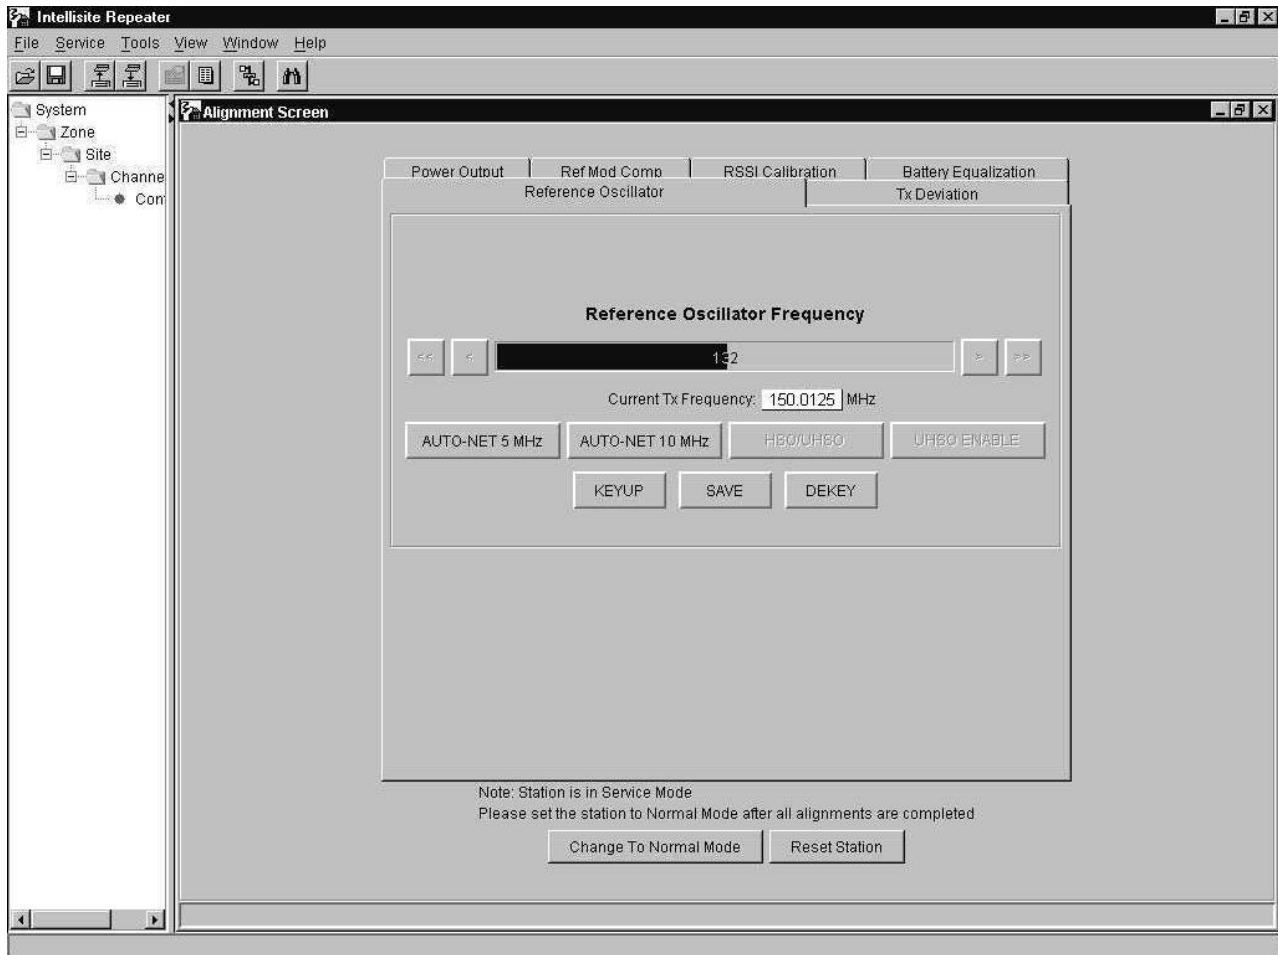 Intellisite Repeater
File Service Tools View Window Help
System
Zone
Site
Channe
Con
Alignment Screen
Power Output Ref Mod Comp RSSI Calibration Battery Equalization
Reference Oscillator Tx Deviation
Reference Oscillator Frequency
<< < 132 > >>
Current Tx Frequency: 150.0125 MHz
AUTO-NET 5 MHz AUTO-NET 10 MHz HSO/UHSO UHSO ENABLE
KEYUP SAVE DEKEY
Note: Station is in Service Mode
Please set the station to Normal Mode after all alignments are completed
Change To Normal Mode Reset Station